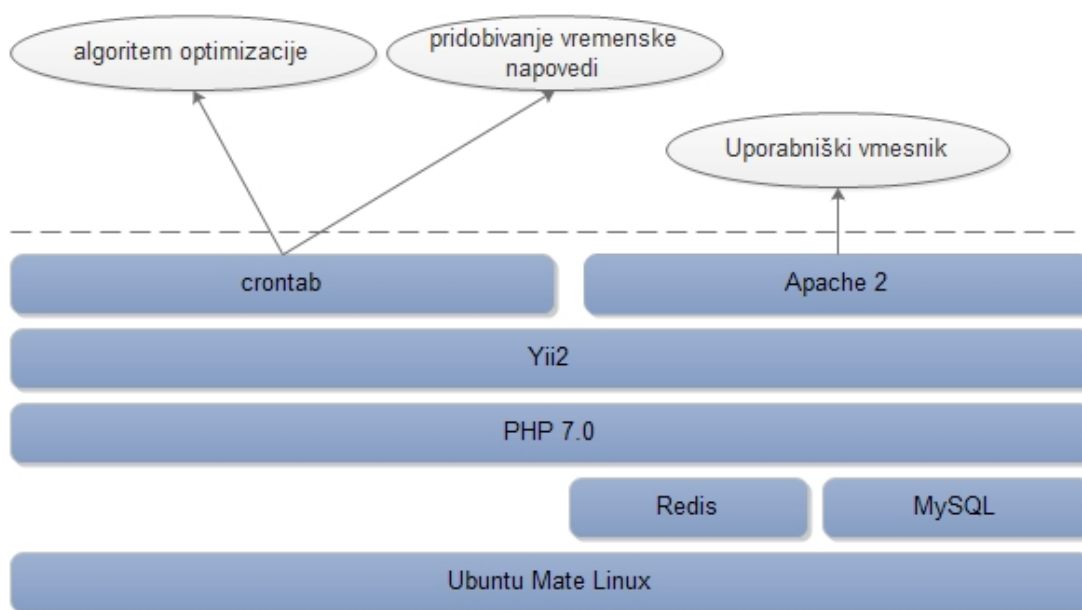 algoritem optimizacije
pridobivanje vremenske
napovedi
Uporabniški vmesnik
crontab
Apache 2
Yii2
PHP 7.0
Redis
MySQL
Ubuntu Mate Linux